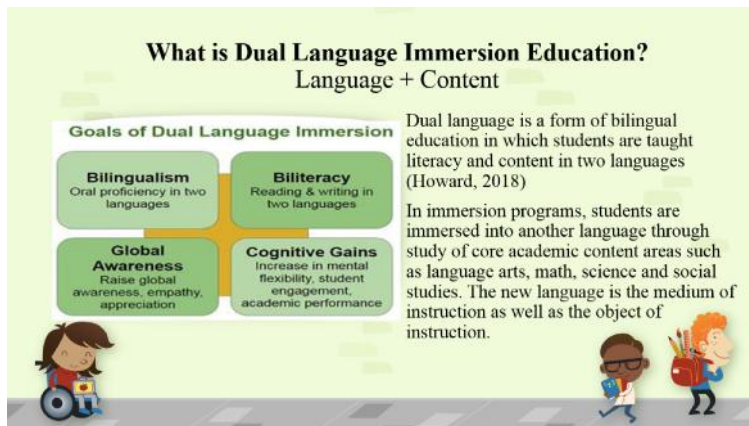 What is Dual Language Immersion Education?
Language + Content
Goals of Dual Language Immersion
Bilingualism
Oral proficiency in two
languages
Biliteracy
Reading & writing in
two languages
Global
Awareness
Raise global
awareness, empathy,
appreciation
Cognitive Gains
Increase in mental
flexibility, student
engagement,
academic performance
Dual language is a form of bilingual
education in which students are taught
literacy and content in two languages
(Howard, 2018)
In immersion programs, students are
immersed into another language through
study of core academic content areas such
as language arts, math, science and social
studies. The new language is the medium of
instruction as well as the object of
instruction.